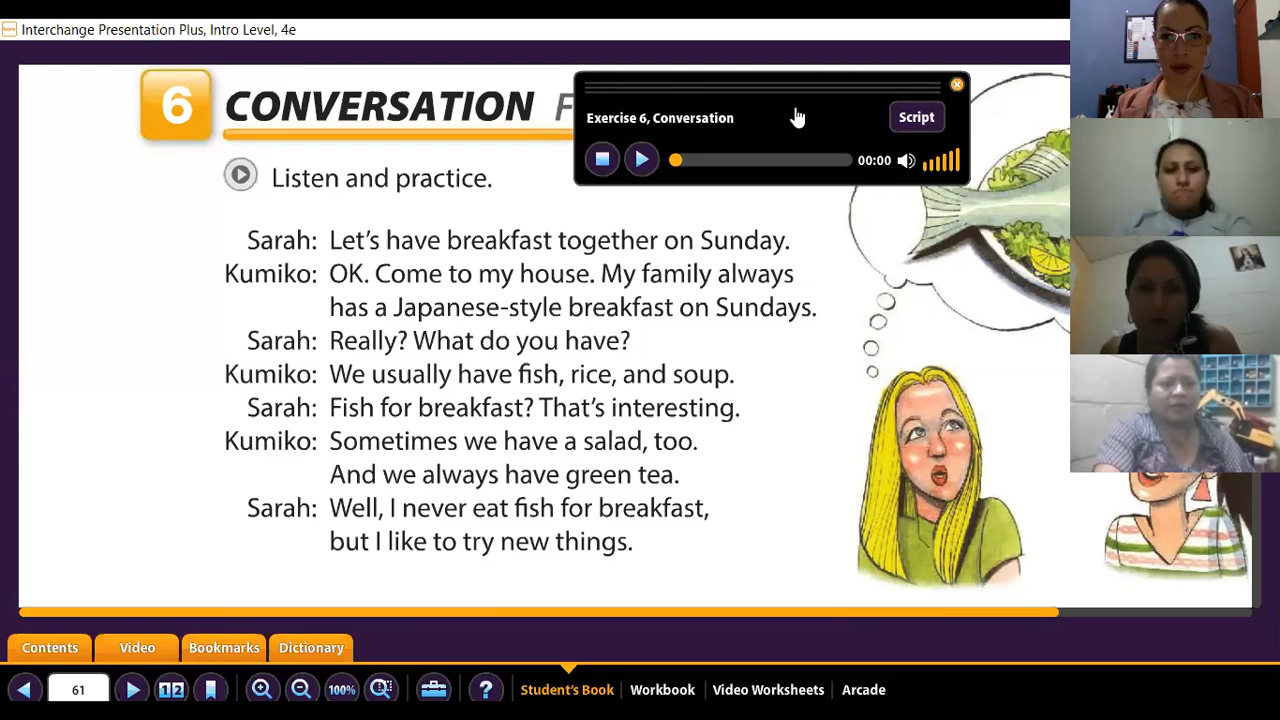 Interchange Presentation Plus, Intro Level, 4e
6 CONVERSATION F
Exercise 6, Conversation
Script
00:00
Listen and practice.
Sarah: Let's have breakfast together on Sunday.
Kumiko: OK. Come to my house. My family always
has a Japanese-style breakfast on Sundays.
Sarah: Really? What do you have?
Kumiko: We usually have fish, rice, and soup.
Sarah: Fish for breakfast? That's interesting.
Kumiko: Sometimes we have a salad, too.
And we always have green tea.
Sarah: Well, I never eat fish for breakfast,
but I like to try new things.
Contents Video Bookmarks Dictionary
61 12 100% ? Student's Book Workbook Video Worksheets Arcade